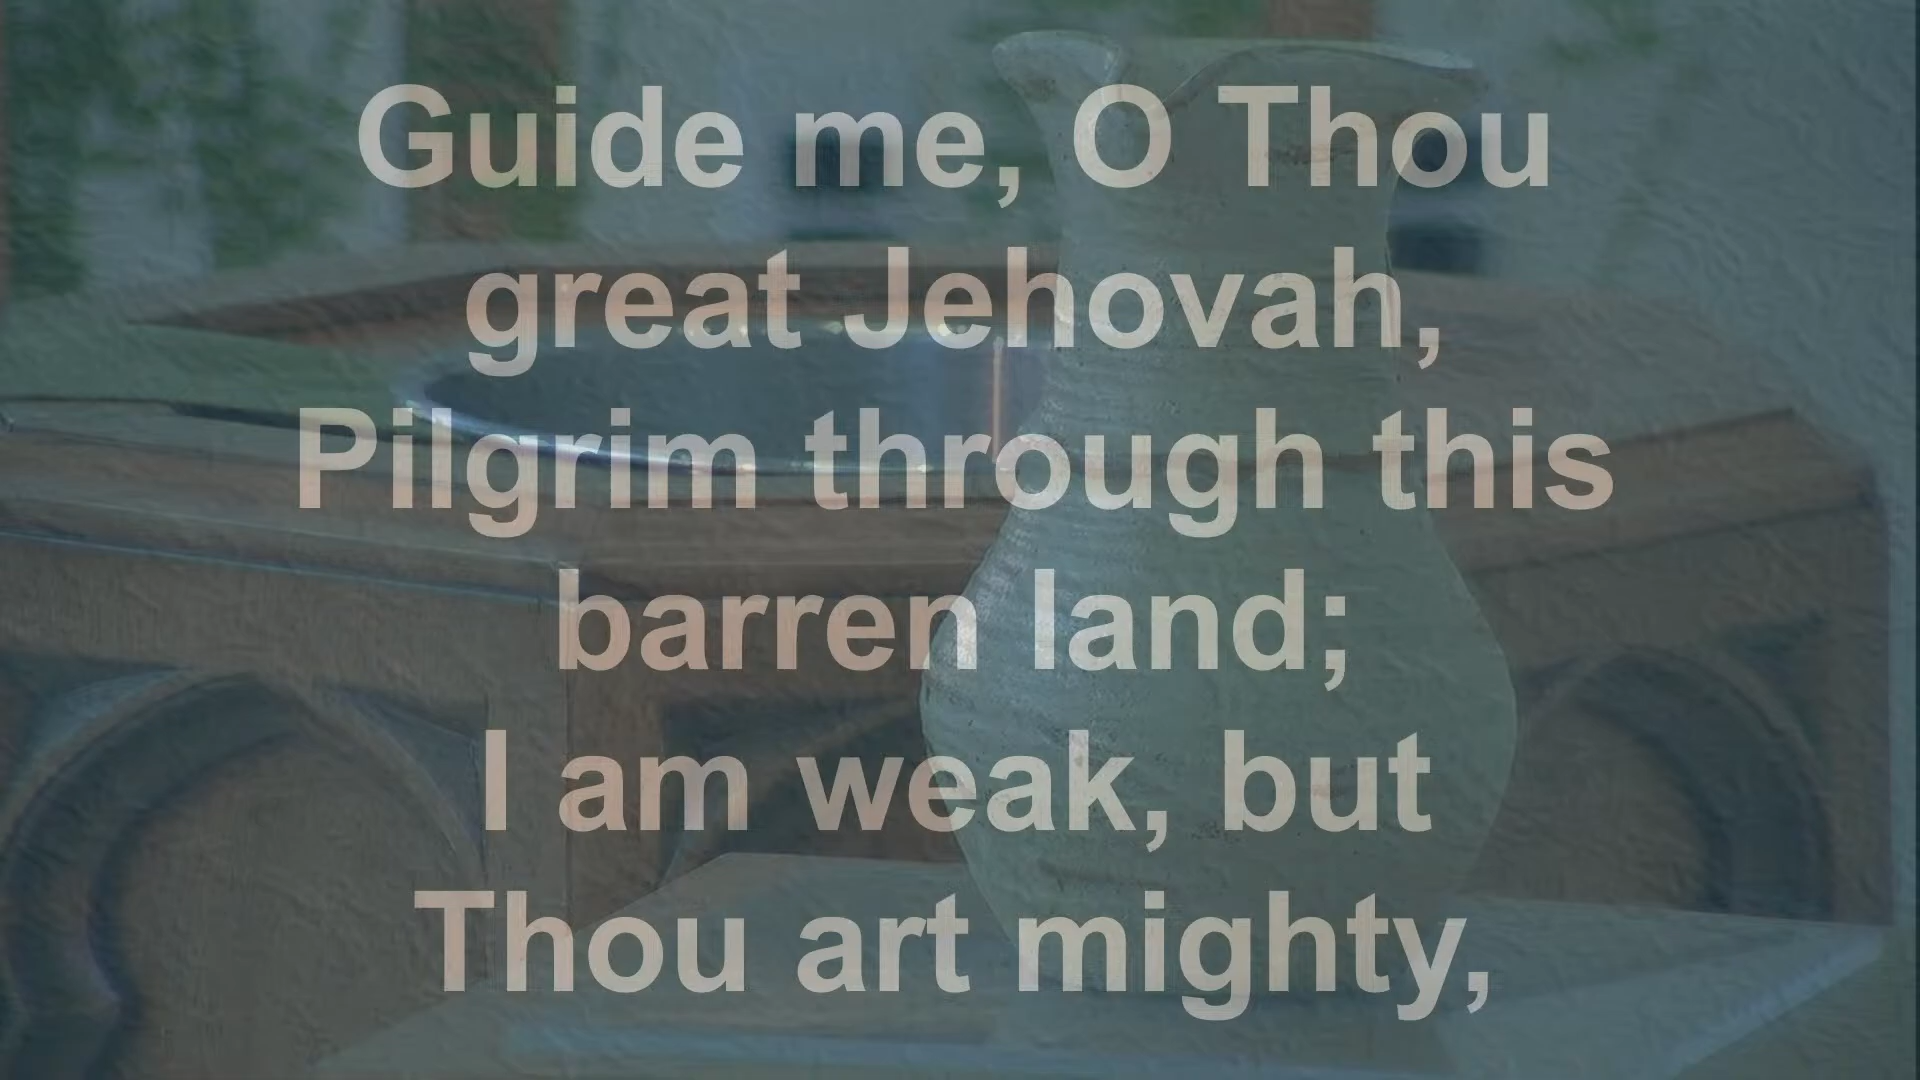 Guide me, O Thou
great Jehovah,
Pilgrim through this
barren land;
I am weak, but
Thou art mighty,